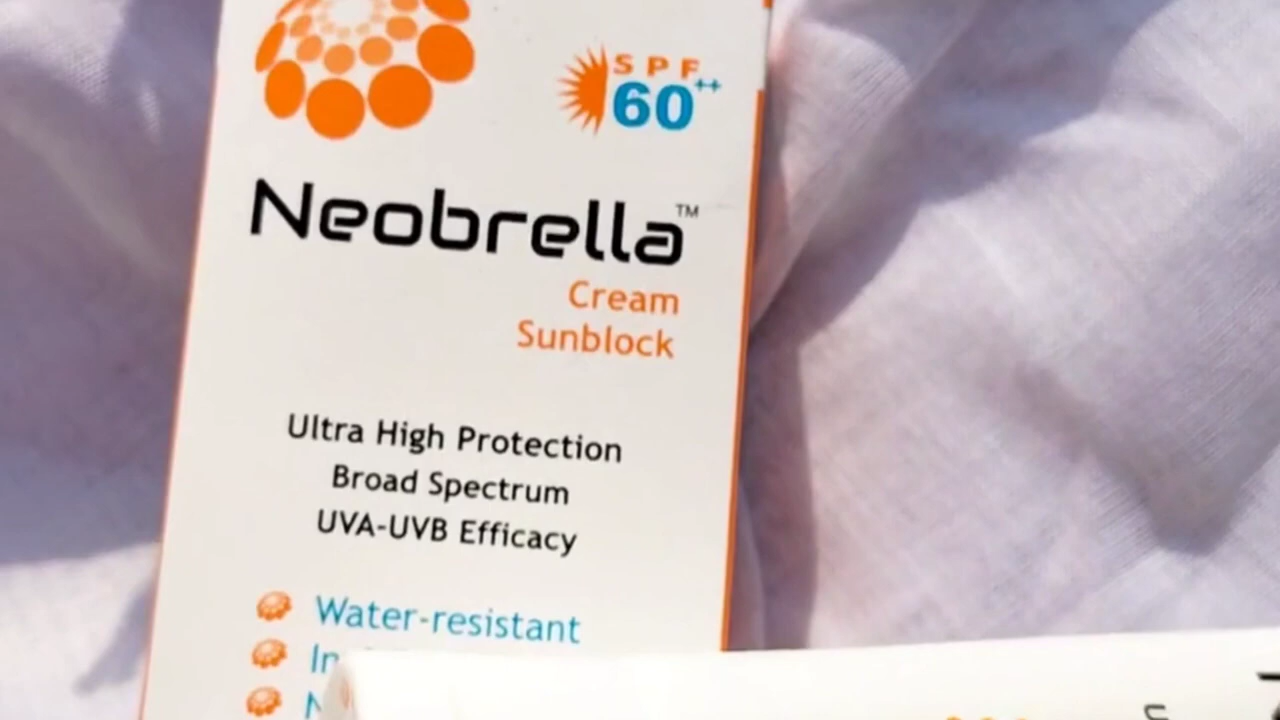 SPF
60++
Neobrella™
Cream
Sunblock
Ultra High Protection
Broad Spectrum
UVA-UVB Efficacy
Water-resistant